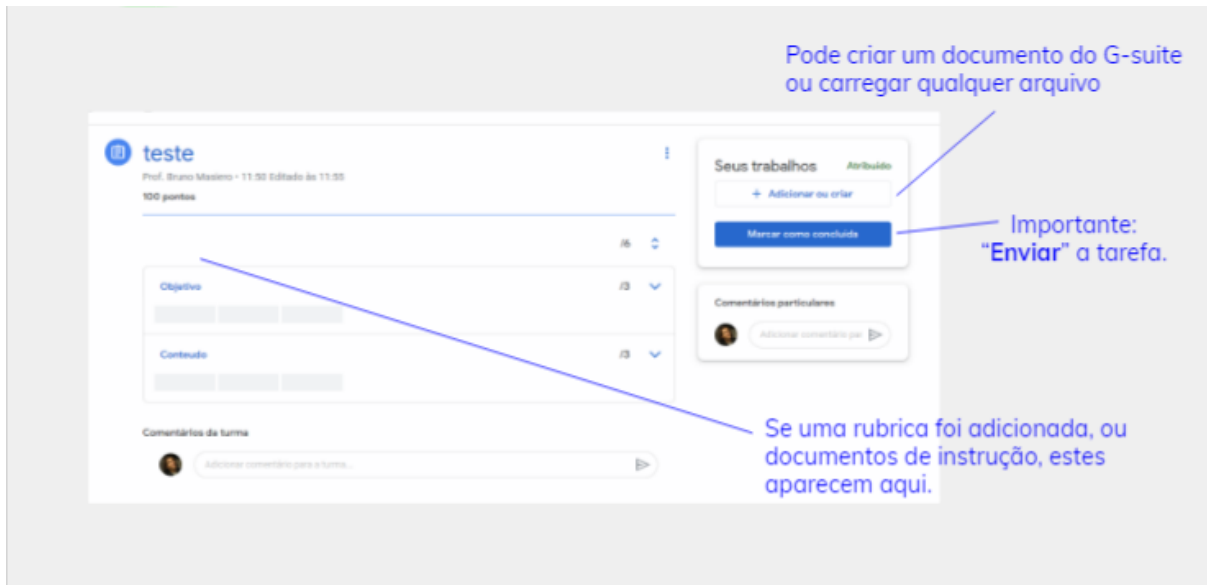 Pode criar um documento do G-suite
ou carregar qualquer arquivo
teste
Prof. Bruno Masiero • 11:53 Editado às 11:55
100 pontos
Seus trabalhos Atribuído
+ Adicionar ou criar
Marcar como concluída
Importante:
“Enviar” a tarefa.
/6
Objetivo /3
Conteudo /3
Comentários particulares
Adicionar comentário par
Comentários da turma
Adicionar comentário para a turma...
Se uma rubrica foi adicionada, ou
documentos de instrução, estes
aparecem aqui.